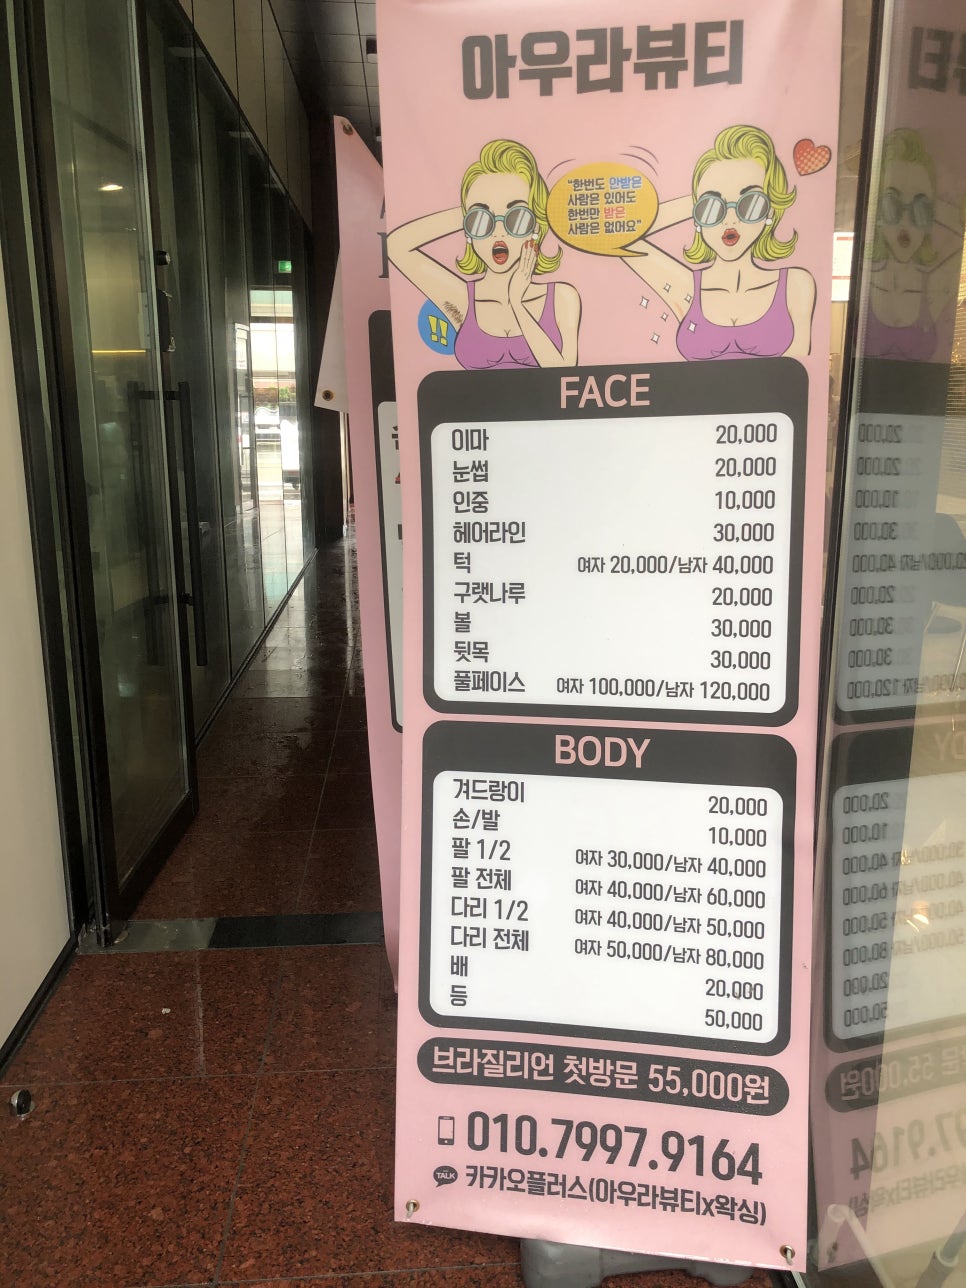 아우라뷰티
"한번도 안받은
사람은 있어도
한번만 받은
사람은 없어요"
!!
FACE
이마 20,000
눈썹 20,000
인중 10,000
헤어라인 30,000
턱 여자 20,000/남자 40,000
구랫나루 20,000
볼 30,000
뒷목 30,000
풀페이스 여자 100,000/남자 120,000
BODY
겨드랑이 20,000
손/발 10,000
팔 1/2 여자 30,000/남자 40,000
팔 전체 여자 40,000/남자 60,000
다리 1/2 여자 40,000/남자 50,000
다리 전체 여자 50,000/남자 80,000
배 20,000
등 50,000
브라질리언 첫방문 55,000원
010.7997.9164
TALK 카카오플러스(아우라뷰티x왁싱)